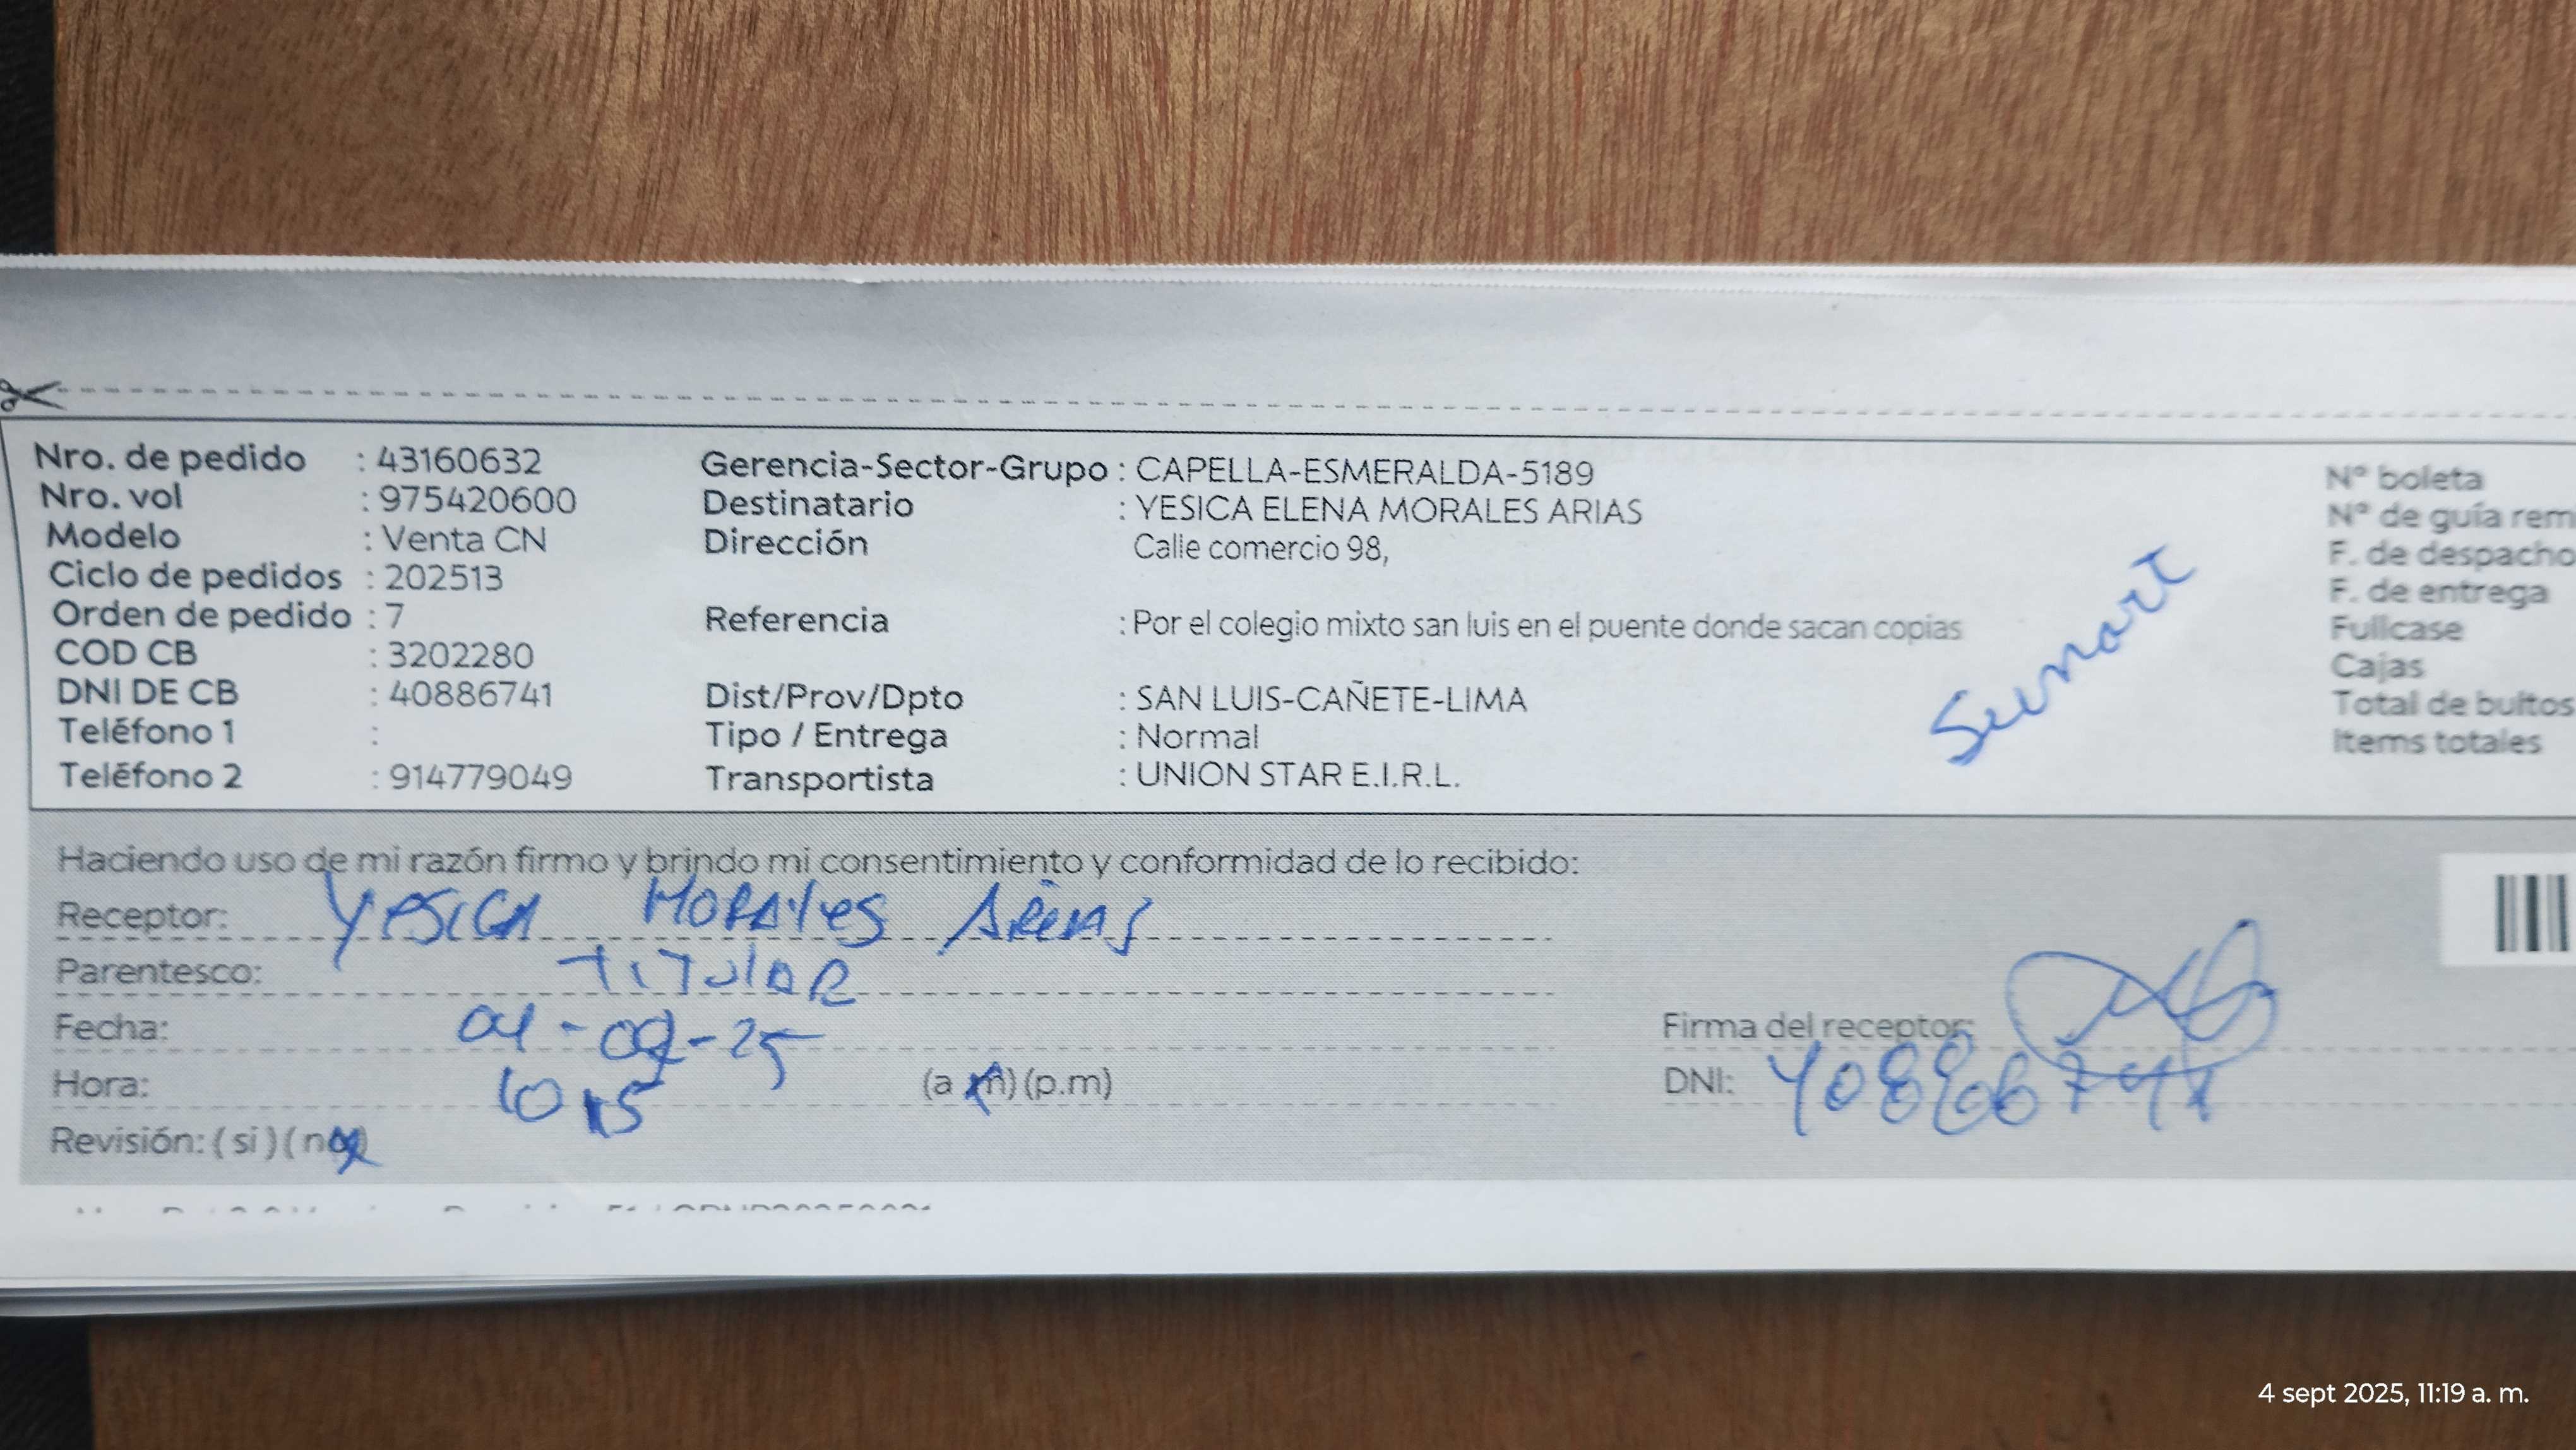 Nro. de pedido : 43160632
Nro. vol : 975420600
Modelo : Venta CN
Ciclo de pedidos : 202513
Orden de pedido : 7
COD CB : 3202280
DNI DE CB : 40886741
Teléfono 1 :
Teléfono 2 : 914779049
Gerencia-Sector-Grupo : CAPELLA-ESMERALDA-5189
Destinatario : YESICA ELENA MORALES ARIAS
Dirección Calle comercio 98,
Referencia : Por el colegio mixto san luis en el puente donde sacan copias
Dist/Prov/Dpto : SAN LUIS-CAÑETE-LIMA
Tipo / Entrega : Normal
Transportista : UNION STAR E.I.R.L.
N° boleta
N° de guía rem
F. de despacho
F. de entrega
Fullcase
Cajas
Total de bultos
Items totales
Haciendo uso de mi razón firmo y brindo mi consentimiento y conformidad de lo recibido:
Receptor: YESICA MORALES ARIAS
Parentesco: TITULAR
Fecha: 04-09-25
Hora: 10 15 (a m) (p.m)
Revisión: ( si ) ( no )
Firma del receptor:
DNI: 40886741
4 sept 2025, 11:19 a. m.